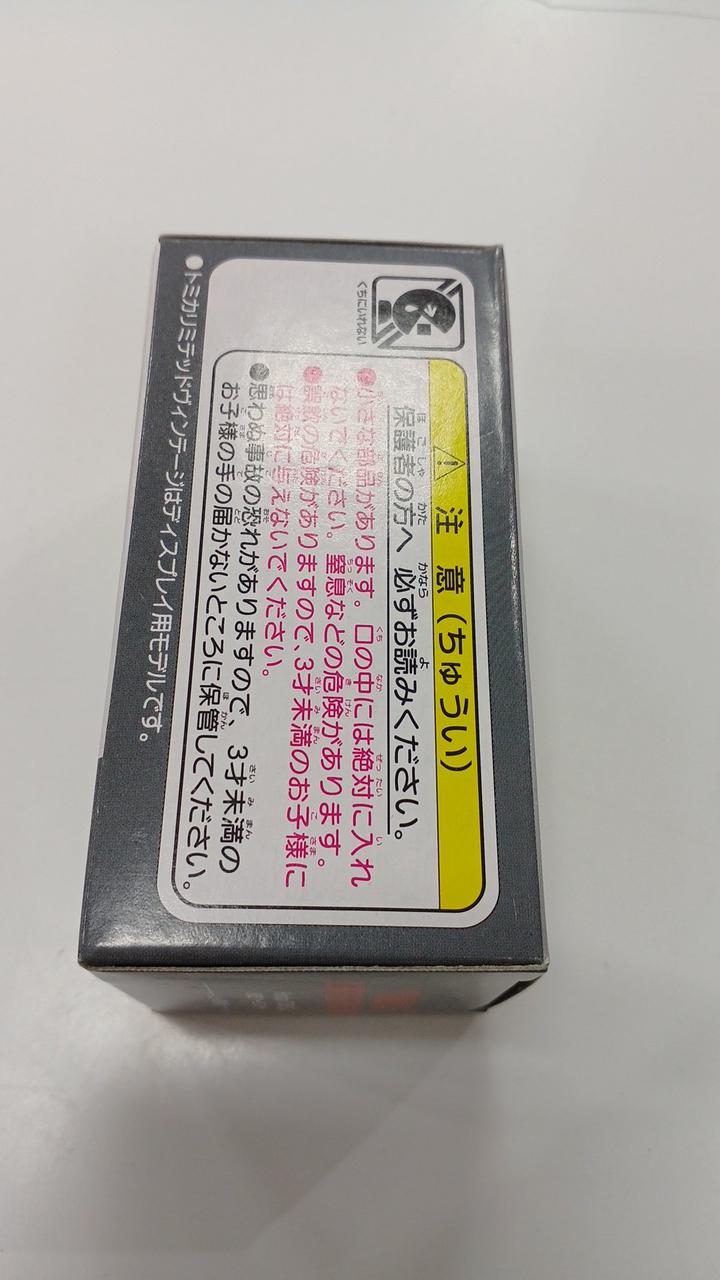 注 意 (ちゅうい)
保護者の方へ 必ずお読みください。
●小さな部品があります。口の中には絶対に入れ
ないでください。窒息などの危険があります。
●誤飲の危険がありますので、3才未満のお子様に
は絶対に与えないでください。
●思わぬ事故の恐れがありますので、3才未満の
お子様の手の届かないところに保管してください。
くちにいれない
●トミカリミテッドヴィンテージはディスプレイ用モデルです。